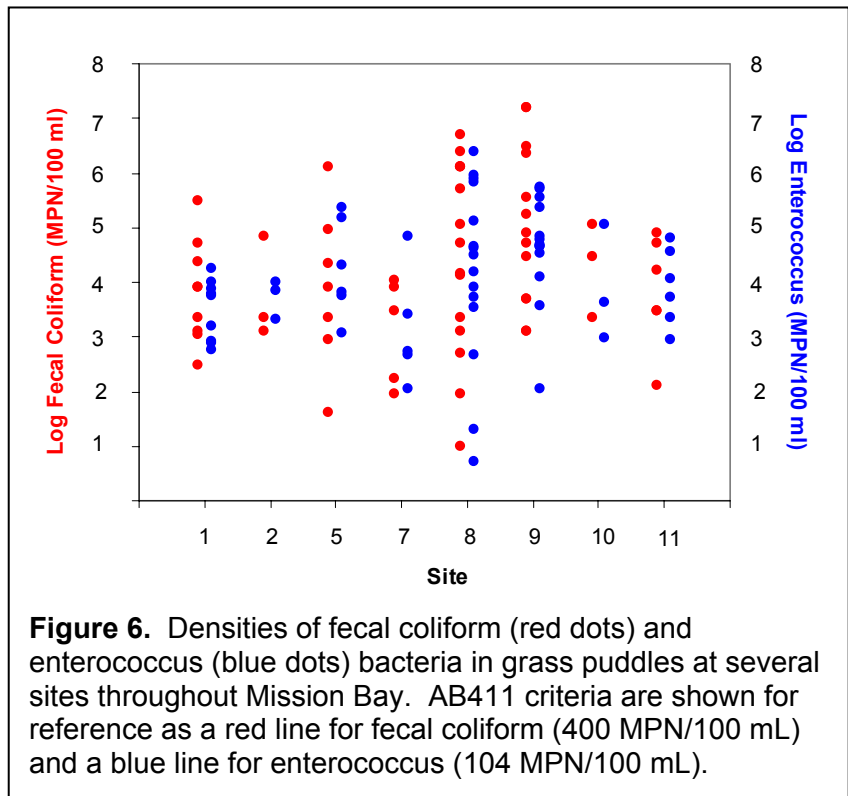 8
7
6
5
4
3
2
1
Log Fecal Coliform (MPN/100 ml)
8
7
6
5
4
3
2
1
Log Enterococcus (MPN/100 ml)
1 2 5 7 8 9 10 11
Site
Figure 6. Densities of fecal coliform (red dots) and
enterococcus (blue dots) bacteria in grass puddles at several
sites throughout Mission Bay. AB411 criteria are shown for
reference as a red line for fecal coliform (400 MPN/100 mL)
and a blue line for enterococcus (104 MPN/100 mL).